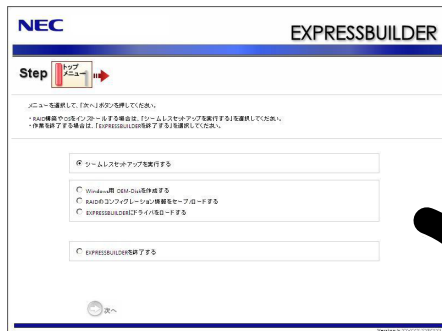 NEC
EXPRESSBUILDER
Step
トップ
メニュー
メニューを選択して、「次へ」ボタンを押してください。
・RAID構築やOSをインストールする場合は、「シームレスセットアップを実行する」を選択してください。
・作業を終了する場合は、「EXPRESSBUILDERを終了する」を選択してください。
シームレスセットアップを実行する
Windows用 OEM-Diskを作成する
RAIDのコンフィグレーション情報をセーブ/ロードする
EXPRESSBUILDERにドライバをロードする
EXPRESSBUILDERを終了する
次へ